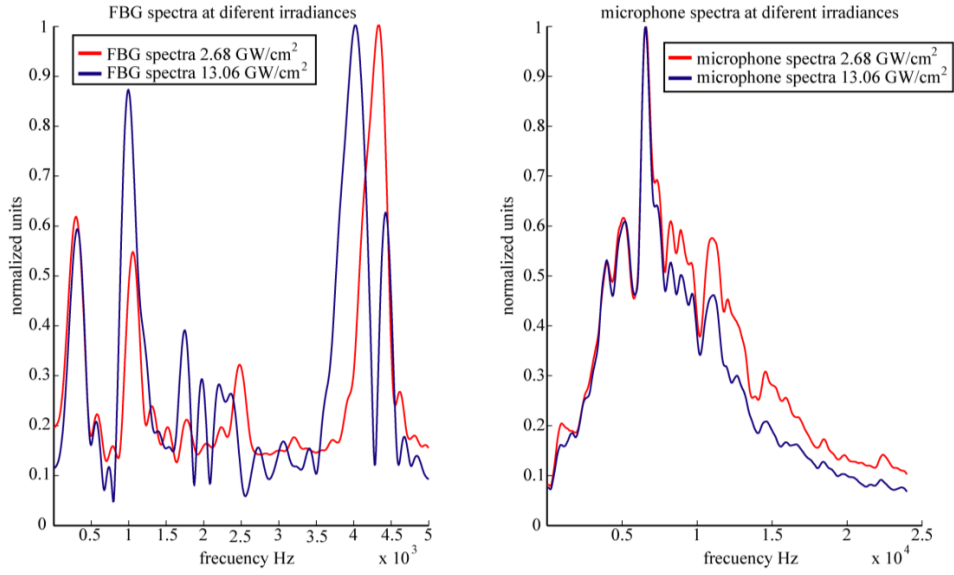 FBG spectra at diferent irradiances
FBG spectra 2.68 GW/cm²
FBG spectra 13.06 GW/cm²
normalized units
1
0.9
0.8
0.7
0.6
0.5
0.4
0.3
0.2
0.1
0
0.5 1 1.5 2 2.5 3 3.5 4 4.5 5
frecuency Hz x 10³
microphone spectra at diferent irradiances
microphone spectra 2.68 GW/cm²
microphone spectra 13.06 GW/cm²
normalized units
1
0.9
0.8
0.7
0.6
0.5
0.4
0.3
0.2
0.1
0
0 0.5 1 1.5 2 2.5
frecuency Hz x 10⁴